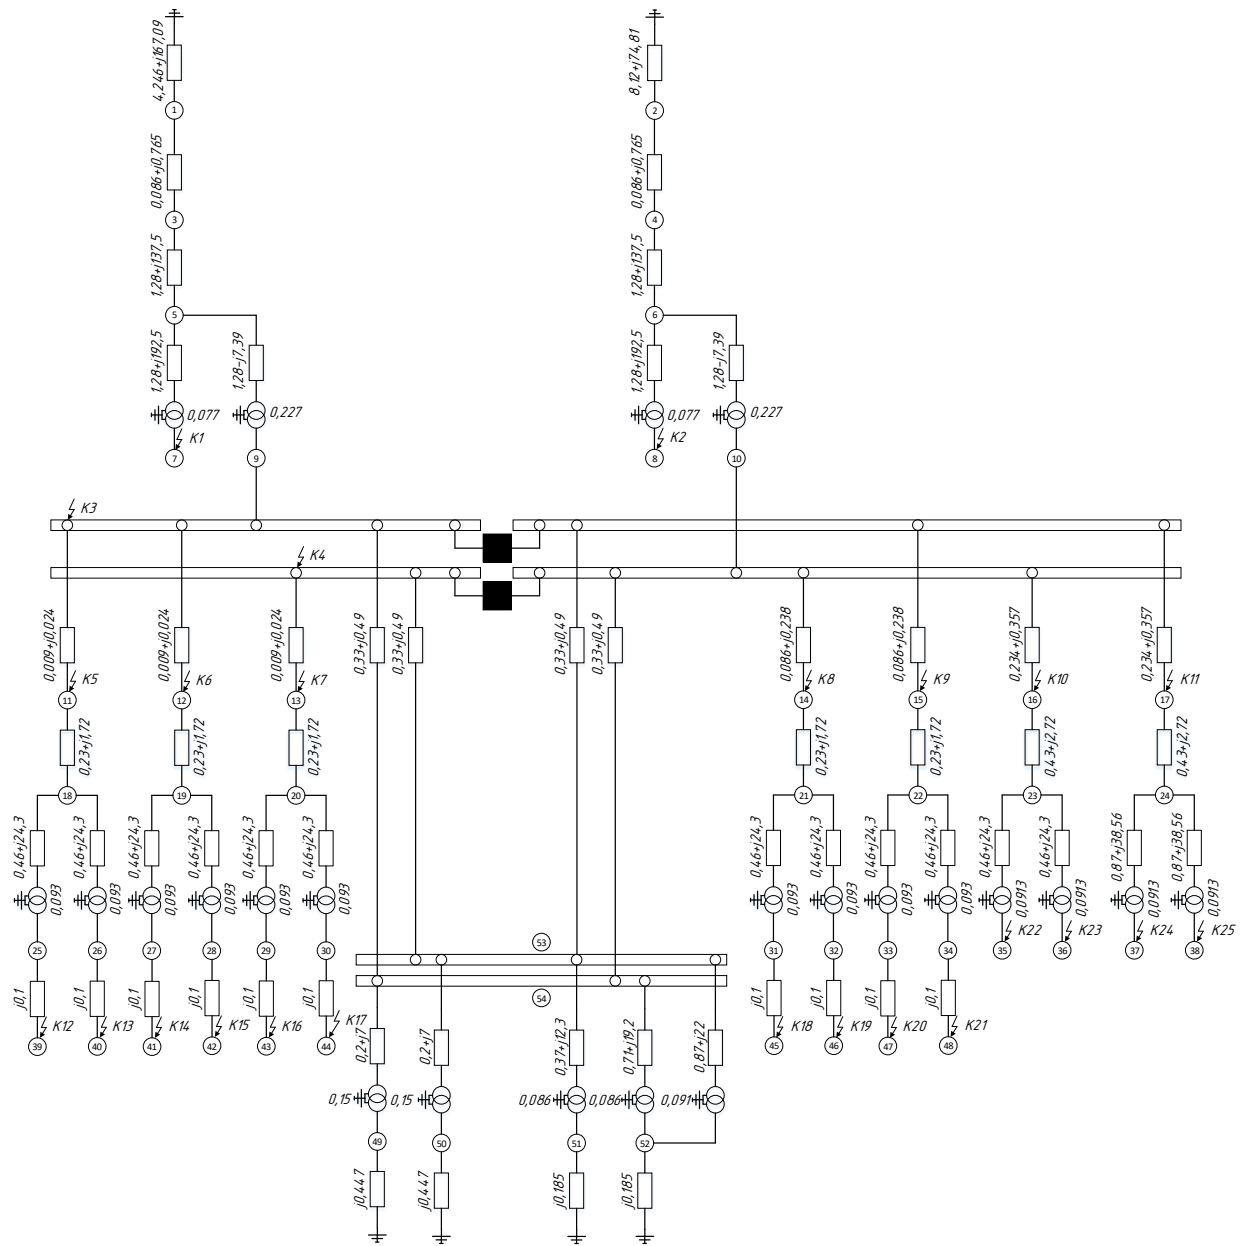 4,246+j167,09
8,12+j74,81
1
2
0,086+j0,765
0,086+j0,765
3
4
1,28+j137,5
1,28+j137,5
5
6
1,28+j192,5
1,28-j7,39
1,28+j192,5
1,28-j7,39
0,077
0,227
0,077
0,227
K1
K2
7
9
8
10
K3
K4
0,009+j0,024
0,009+j0,024
0,009+j0,024
0,33+j0,49
0,33+j0,49
0,33+j0,49
0,33+j0,49
0,086+j0,238
0,086+j0,238
0,234+j0,357
0,234+j0,357
K5
K6
K7
K8
K9
K10
K11
11
12
13
14
15
16
17
0,23+j1,72
0,23+j1,72
0,23+j1,72
0,23+j1,72
0,23+j1,72
0,43+j2,72
0,43+j2,72
18
19
20
21
22
23
24
0,46+j24,3
0,46+j24,3
0,46+j24,3
0,46+j24,3
0,46+j24,3
0,46+j24,3
0,46+j24,3
0,46+j24,3
0,46+j24,3
0,46+j24,3
0,46+j24,3
0,46+j24,3
0,87+j38,56
0,87+j38,56
0,093
0,093
0,093
0,093
0,093
0,093
0,093
0,093
0,093
0,093
0,0913
0,0913
0,0913
0,0913
K22
K23
K24
K25
25
26
27
28
29
30
53
31
32
33
34
35
36
37
38
54
j0,1
j0,1
j0,1
j0,1
j0,1
j0,1
j0,1
j0,1
j0,1
j0,1
K12
K13
K14
K15
K16
K17
K18
K19
K20
K21
39
40
41
42
43
44
45
46
47
48
0,2+j7
0,2+j7
0,37+j12,3
0,71+j19,2
0,87+j22
0,15
0,15
0,086
0,086
0,091
49
50
51
52
j0,447
j0,447
j0,185
j0,185